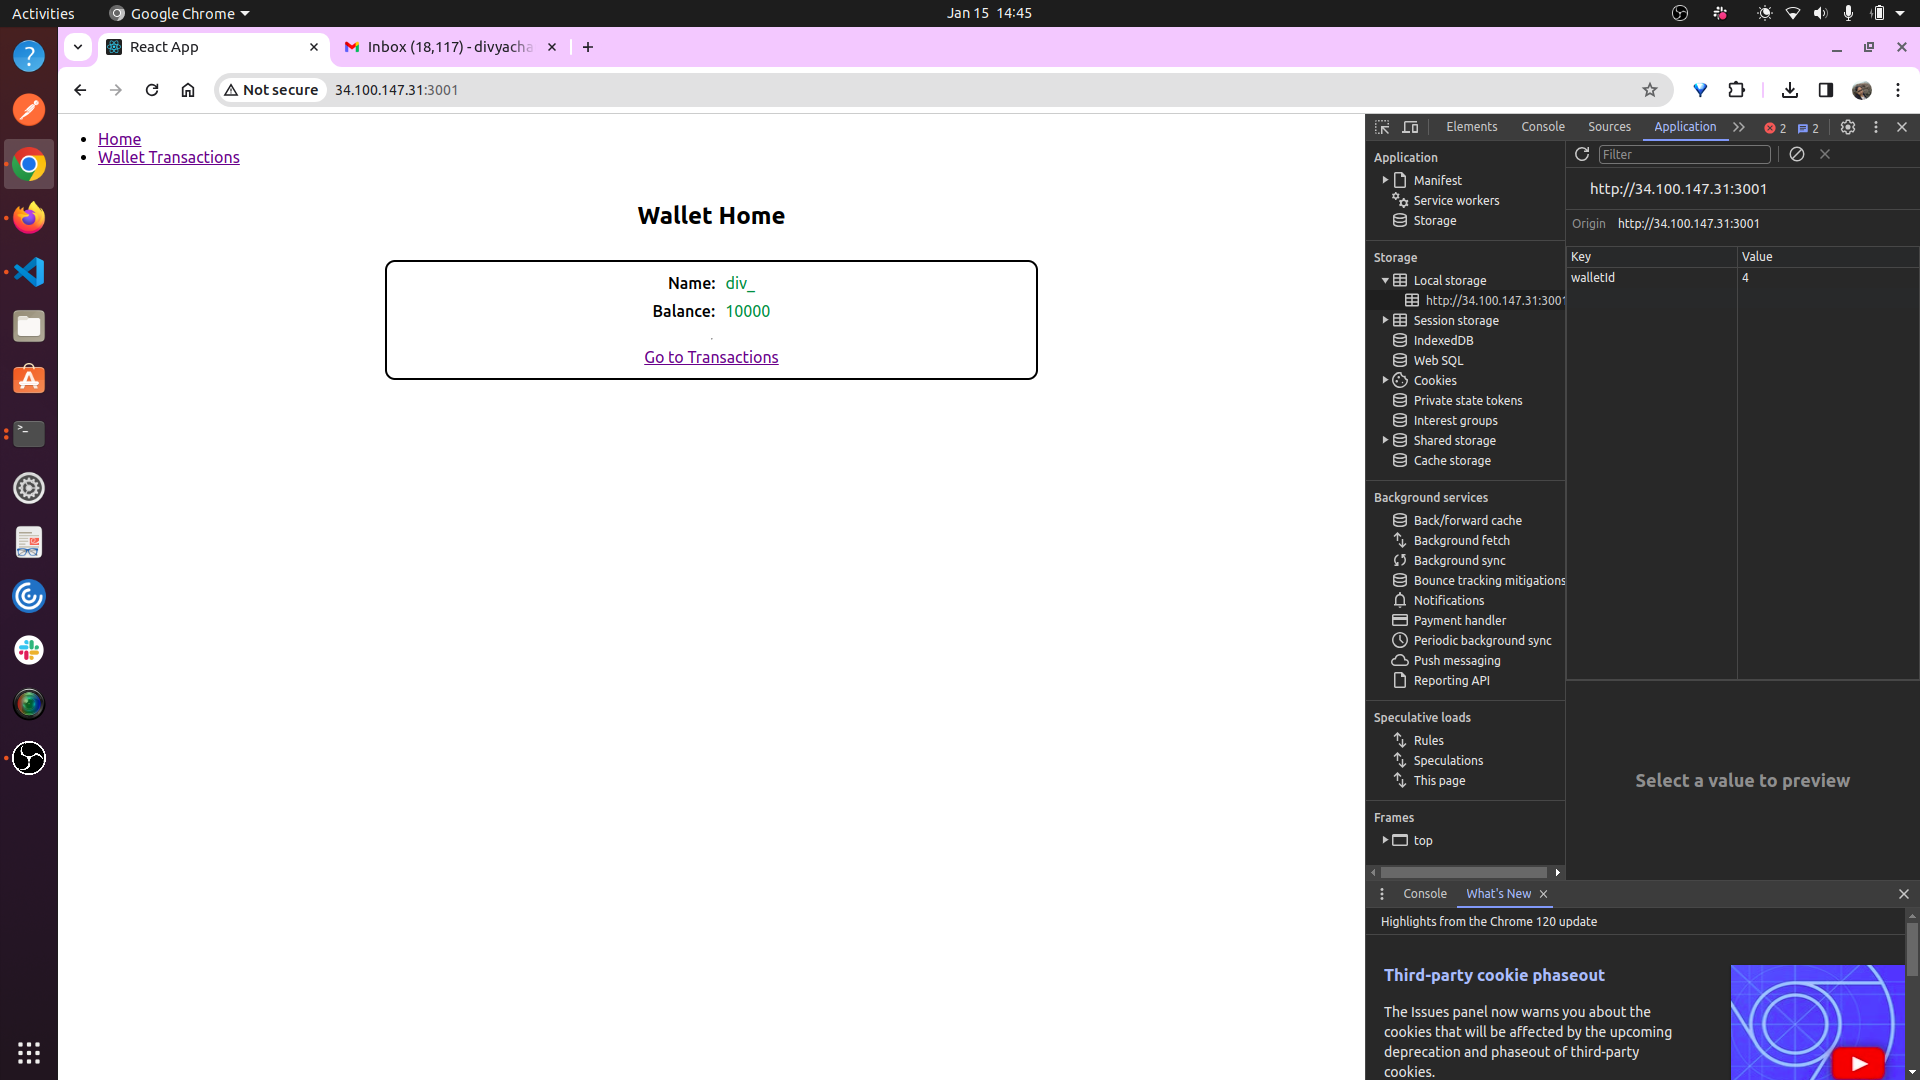 Activities
Google Chrome
Jan 15 14:45
React App
Inbox (18,117) - divyacha
Not secure
34.100.147.31:3001
Home
Wallet Transactions
Wallet Home
Name: div_
Balance: 10000
Go to Transactions
Elements
Console
Sources
Application
2
2
Application
Manifest
Service workers
Storage
Storage
Local storage
http://34.100.147.31:3001
Session storage
IndexedDB
Web SQL
Cookies
Private state tokens
Interest groups
Shared storage
Cache storage
Background services
Back/forward cache
Background fetch
Background sync
Bounce tracking mitigations
Notifications
Payment handler
Periodic background sync
Push messaging
Reporting API
Speculative loads
Rules
Speculations
This page
Frames
top
Filter
http://34.100.147.31:3001
Origin http://34.100.147.31:3001
Key Value
walletId 4
Select a value to preview
Console
What's New
Highlights from the Chrome 120 update
Third-party cookie phaseout
The Issues panel now warns you about the
cookies that will be affected by the upcoming
deprecation and phaseout of third-party
cookies.